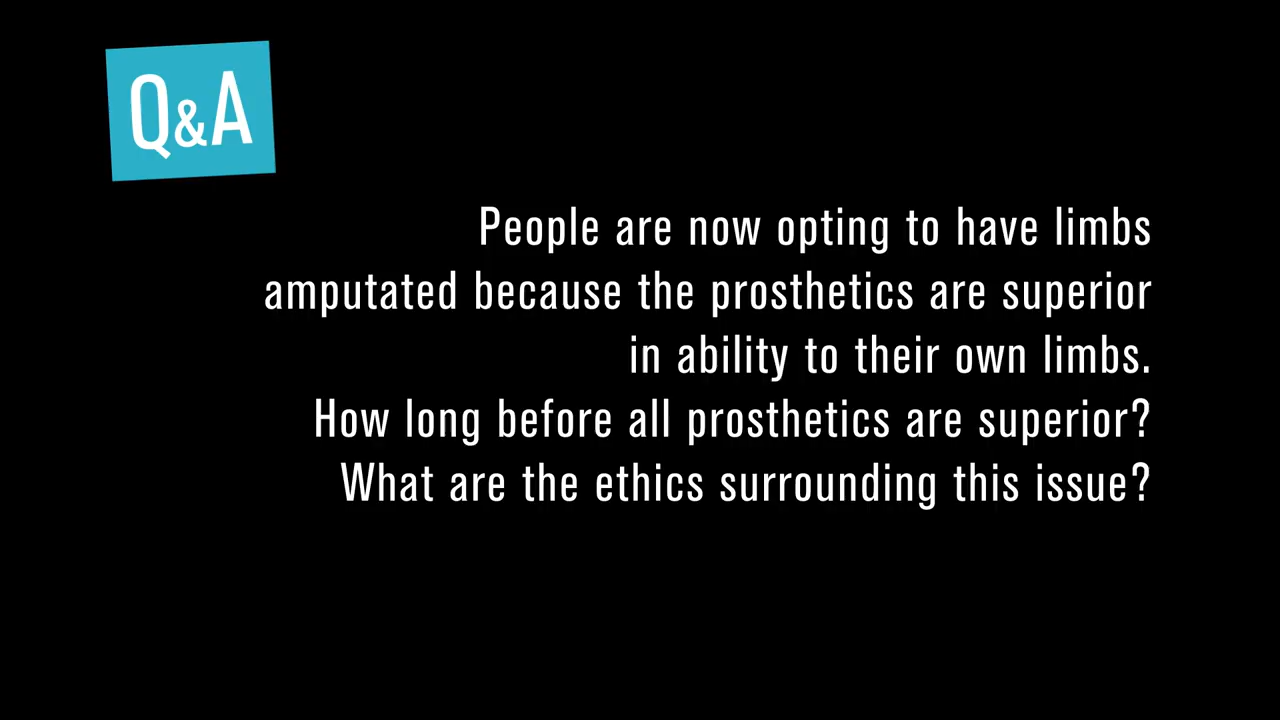 Q&A
People are now opting to have limbs
amputated because the prosthetics are superior
in ability to their own limbs.
How long before all prosthetics are superior?
What are the ethics surrounding this issue?